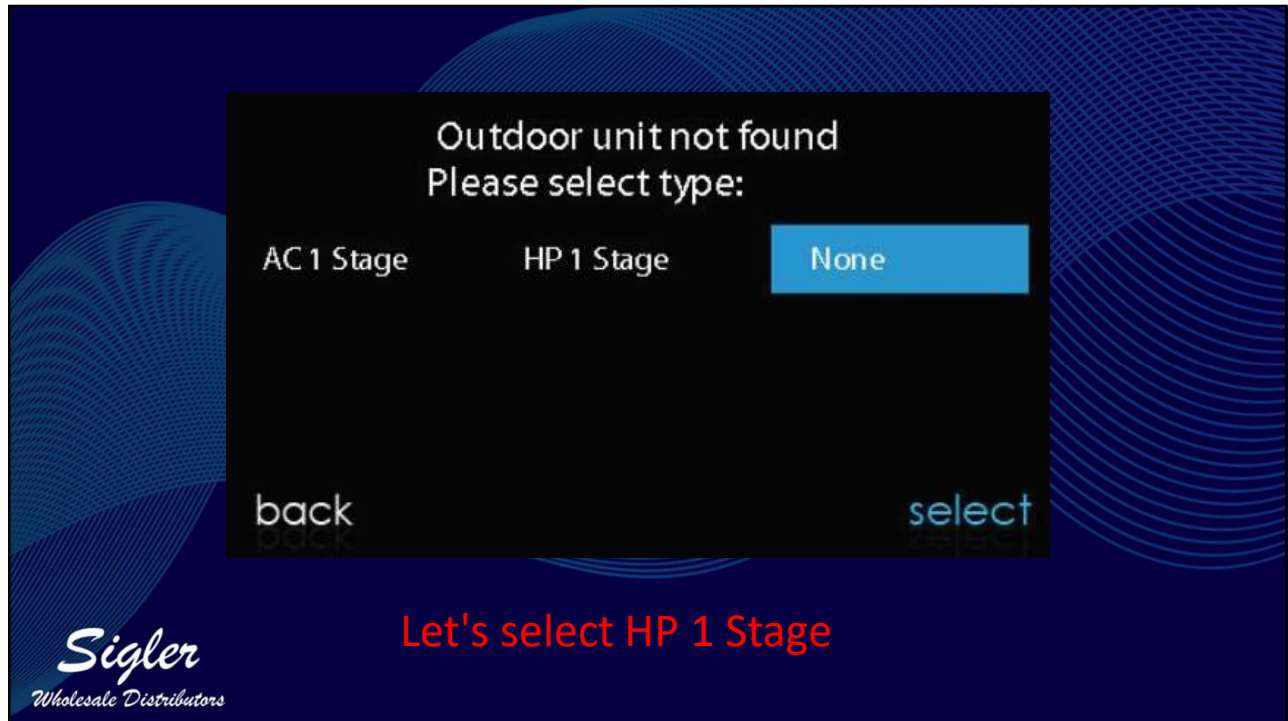 Outdoor unit not found
Please select type:
AC 1 Stage HP 1 Stage None
back select
Let's select HP 1 Stage
Sigler
Wholesale Distributors